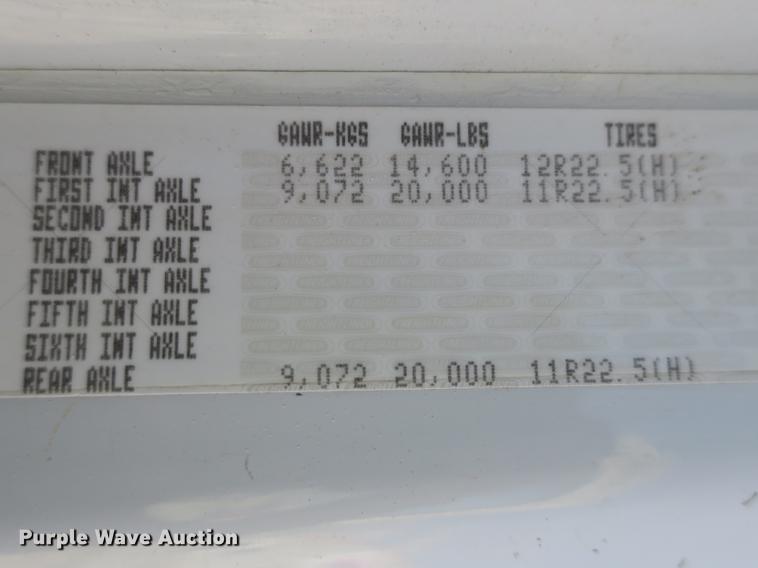 GAWR-KGS GAWR-LBS TIRES
FRONT AXLE 6,622 14,600 12R22.5(H)
FIRST INT AXLE 9,072 20,000 11R22.5(H)
SECOND INT AXLE
THIRD INT AXLE
FOURTH INT AXLE
FIFTH INT AXLE
SIXTH INT AXLE
REAR AXLE 9,072 20,000 11R22.5(H)
Purple Wave Auction